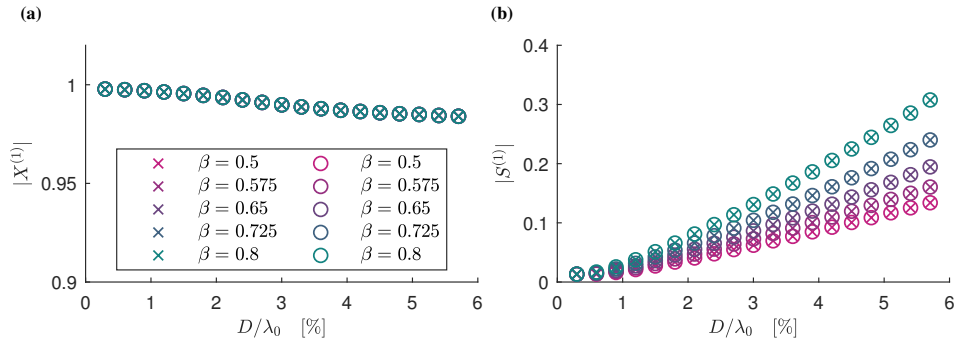 (a)
(b)
1
0.95
0.9
|X^{(1)}|
β = 0.5
β = 0.5
β = 0.575
β = 0.575
β = 0.65
β = 0.65
β = 0.725
β = 0.725
β = 0.8
β = 0.8
0 1 2 3 4 5 6
D/λ₀ [%]
0.4
0.3
0.2
0.1
0
|S^{(1)}|
0 1 2 3 4 5 6
D/λ₀ [%]